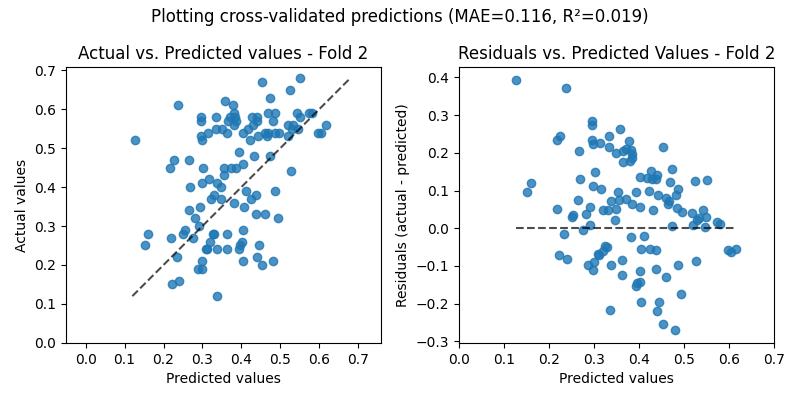 Plotting cross-validated predictions (MAE=0.116, R²=0.019)
Actual vs. Predicted values - Fold 2
Residuals vs. Predicted Values - Fold 2
Actual values
0.7
0.6
0.5
0.4
0.3
0.2
0.1
0.0
0.0 0.1 0.2 0.3 0.4 0.5 0.6 0.7
Predicted values
Residuals (actual - predicted)
0.4
0.3
0.2
0.1
0.0
−0.1
−0.2
−0.3
0.0 0.1 0.2 0.3 0.4 0.5 0.6 0.7
Predicted values